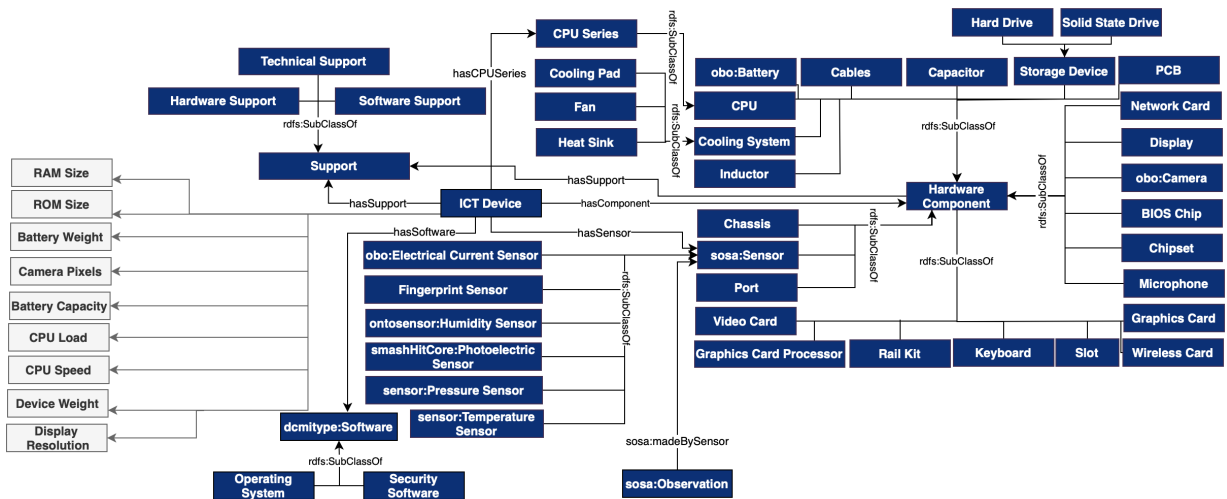 Hard Drive
Solid State Drive
CPU Series
Technical Support
rdfs:SubClassOf
hasCPUSeries
Cooling Pad
obo:Battery
Cables
Capacitor
Storage Device
PCB
Hardware Support
Software Support
Fan
CPU
Network Card
rdfs:SubClassOf
rdfs:SubClassOf
rdfs:SubClassOf
Heat Sink
Cooling System
Display
Support
Inductor
obo:Camera
RAM Size
hasSupport
Hardware
Component
rdfs:SubClassOf
ROM Size
hasSupport
ICT Device
hasComponent
BIOS Chip
Battery Weight
hasSoftware
hasSensor
Chassis
rdfs:SubClassOf
Chipset
obo:Electrical Current Sensor
sosa:Sensor
rdfs:SubClassOf
Camera Pixels
Fingerprint Sensor
rdfs:SubClassOf
Port
Microphone
Battery Capacity
ontosensor:Humidity Sensor
Video Card
Graphics Card
CPU Load
smashHitCore:Photoelectric
Sensor
Graphics Card Processor
Rail Kit
Keyboard
Slot
Wireless Card
CPU Speed
sensor:Pressure Sensor
Device Weight
sensor:Temperature
Sensor
Display
Resolution
dcmitype:Software
sosa:madeBySensor
rdfs:SubClassOf
Operating
System
Security
Software
sosa:Observation